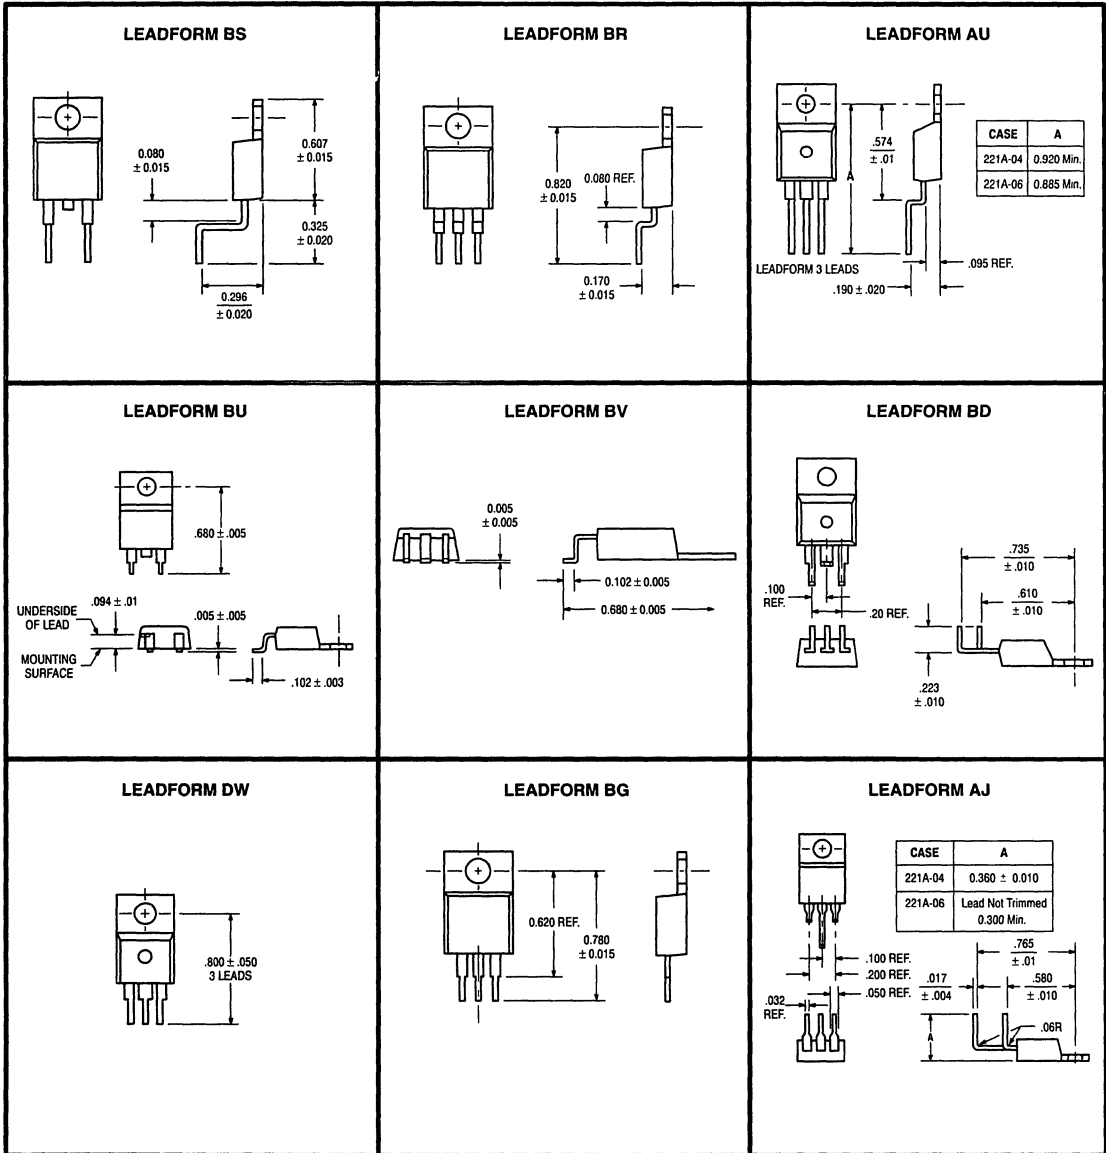 LEADFORM BS
0.080
± 0.015
0.607
± 0.015
0.325
± 0.020
0.296
± 0.020
LEADFORM BR
0.820
± 0.015
0.080 REF.
0.170
± 0.015
LEADFORM AU
.574
± .01
A
CASE A
221A-04 0.920 Min.
221A-06 0.885 Min.
LEADFORM 3 LEADS
.095 REF.
.190 ± .020
LEADFORM BU
.680 ± .005
.094 ± .01
UNDERSIDE
OF LEAD
.005 ± .005
MOUNTING
SURFACE
.102 ± .003
LEADFORM BV
0.005
± 0.005
0.102 ± 0.005
0.680 ± 0.005
LEADFORM BD
.735
± .010
.100
REF.
.610
± .010
.20 REF.
.223
± .010
LEADFORM DW
.800 ± .050
3 LEADS
LEADFORM BG
0.620 REF.
0.780
± 0.015
LEADFORM AJ
CASE A
221A-04 0.360 ± 0.010
221A-06 Lead Not Trimmed
0.300 Min.
.765
± .01
.100 REF.
.200 REF.
.017
± .004
.580
± .010
.050 REF.
.032
REF.
A
.06R